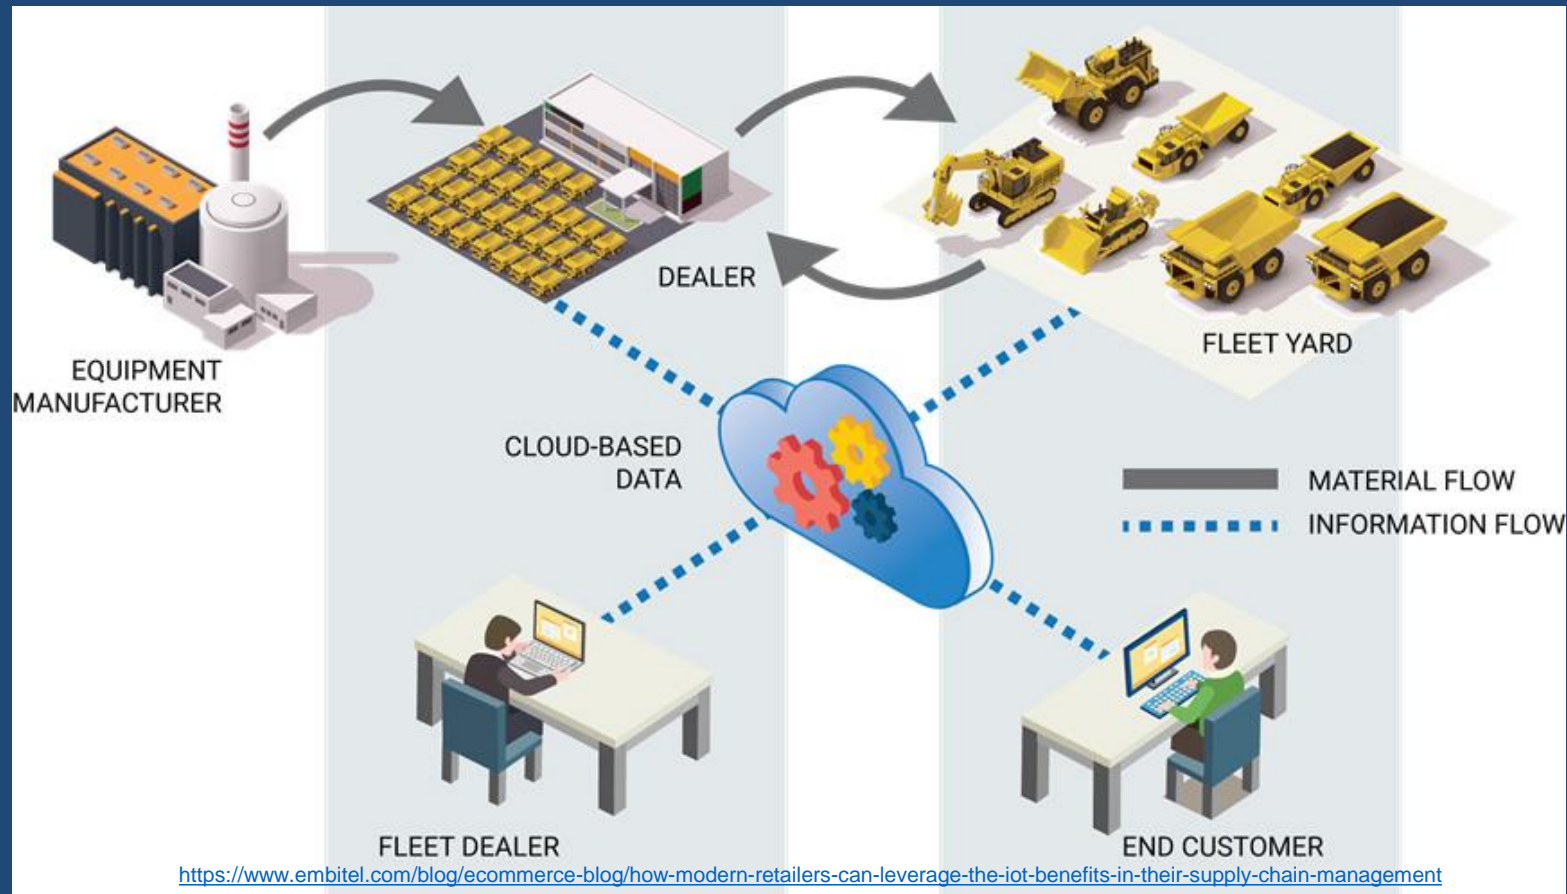 DEALER
FLEET YARD
EQUIPMENT
MANUFACTURER
CLOUD-BASED
DATA
MATERIAL FLOW
INFORMATION FLOW
FLEET DEALER
END CUSTOMER
https://www.embitel.com/blog/ecommerce-blog/how-modern-retailers-can-leverage-the-iot-benefits-in-their-supply-chain-management